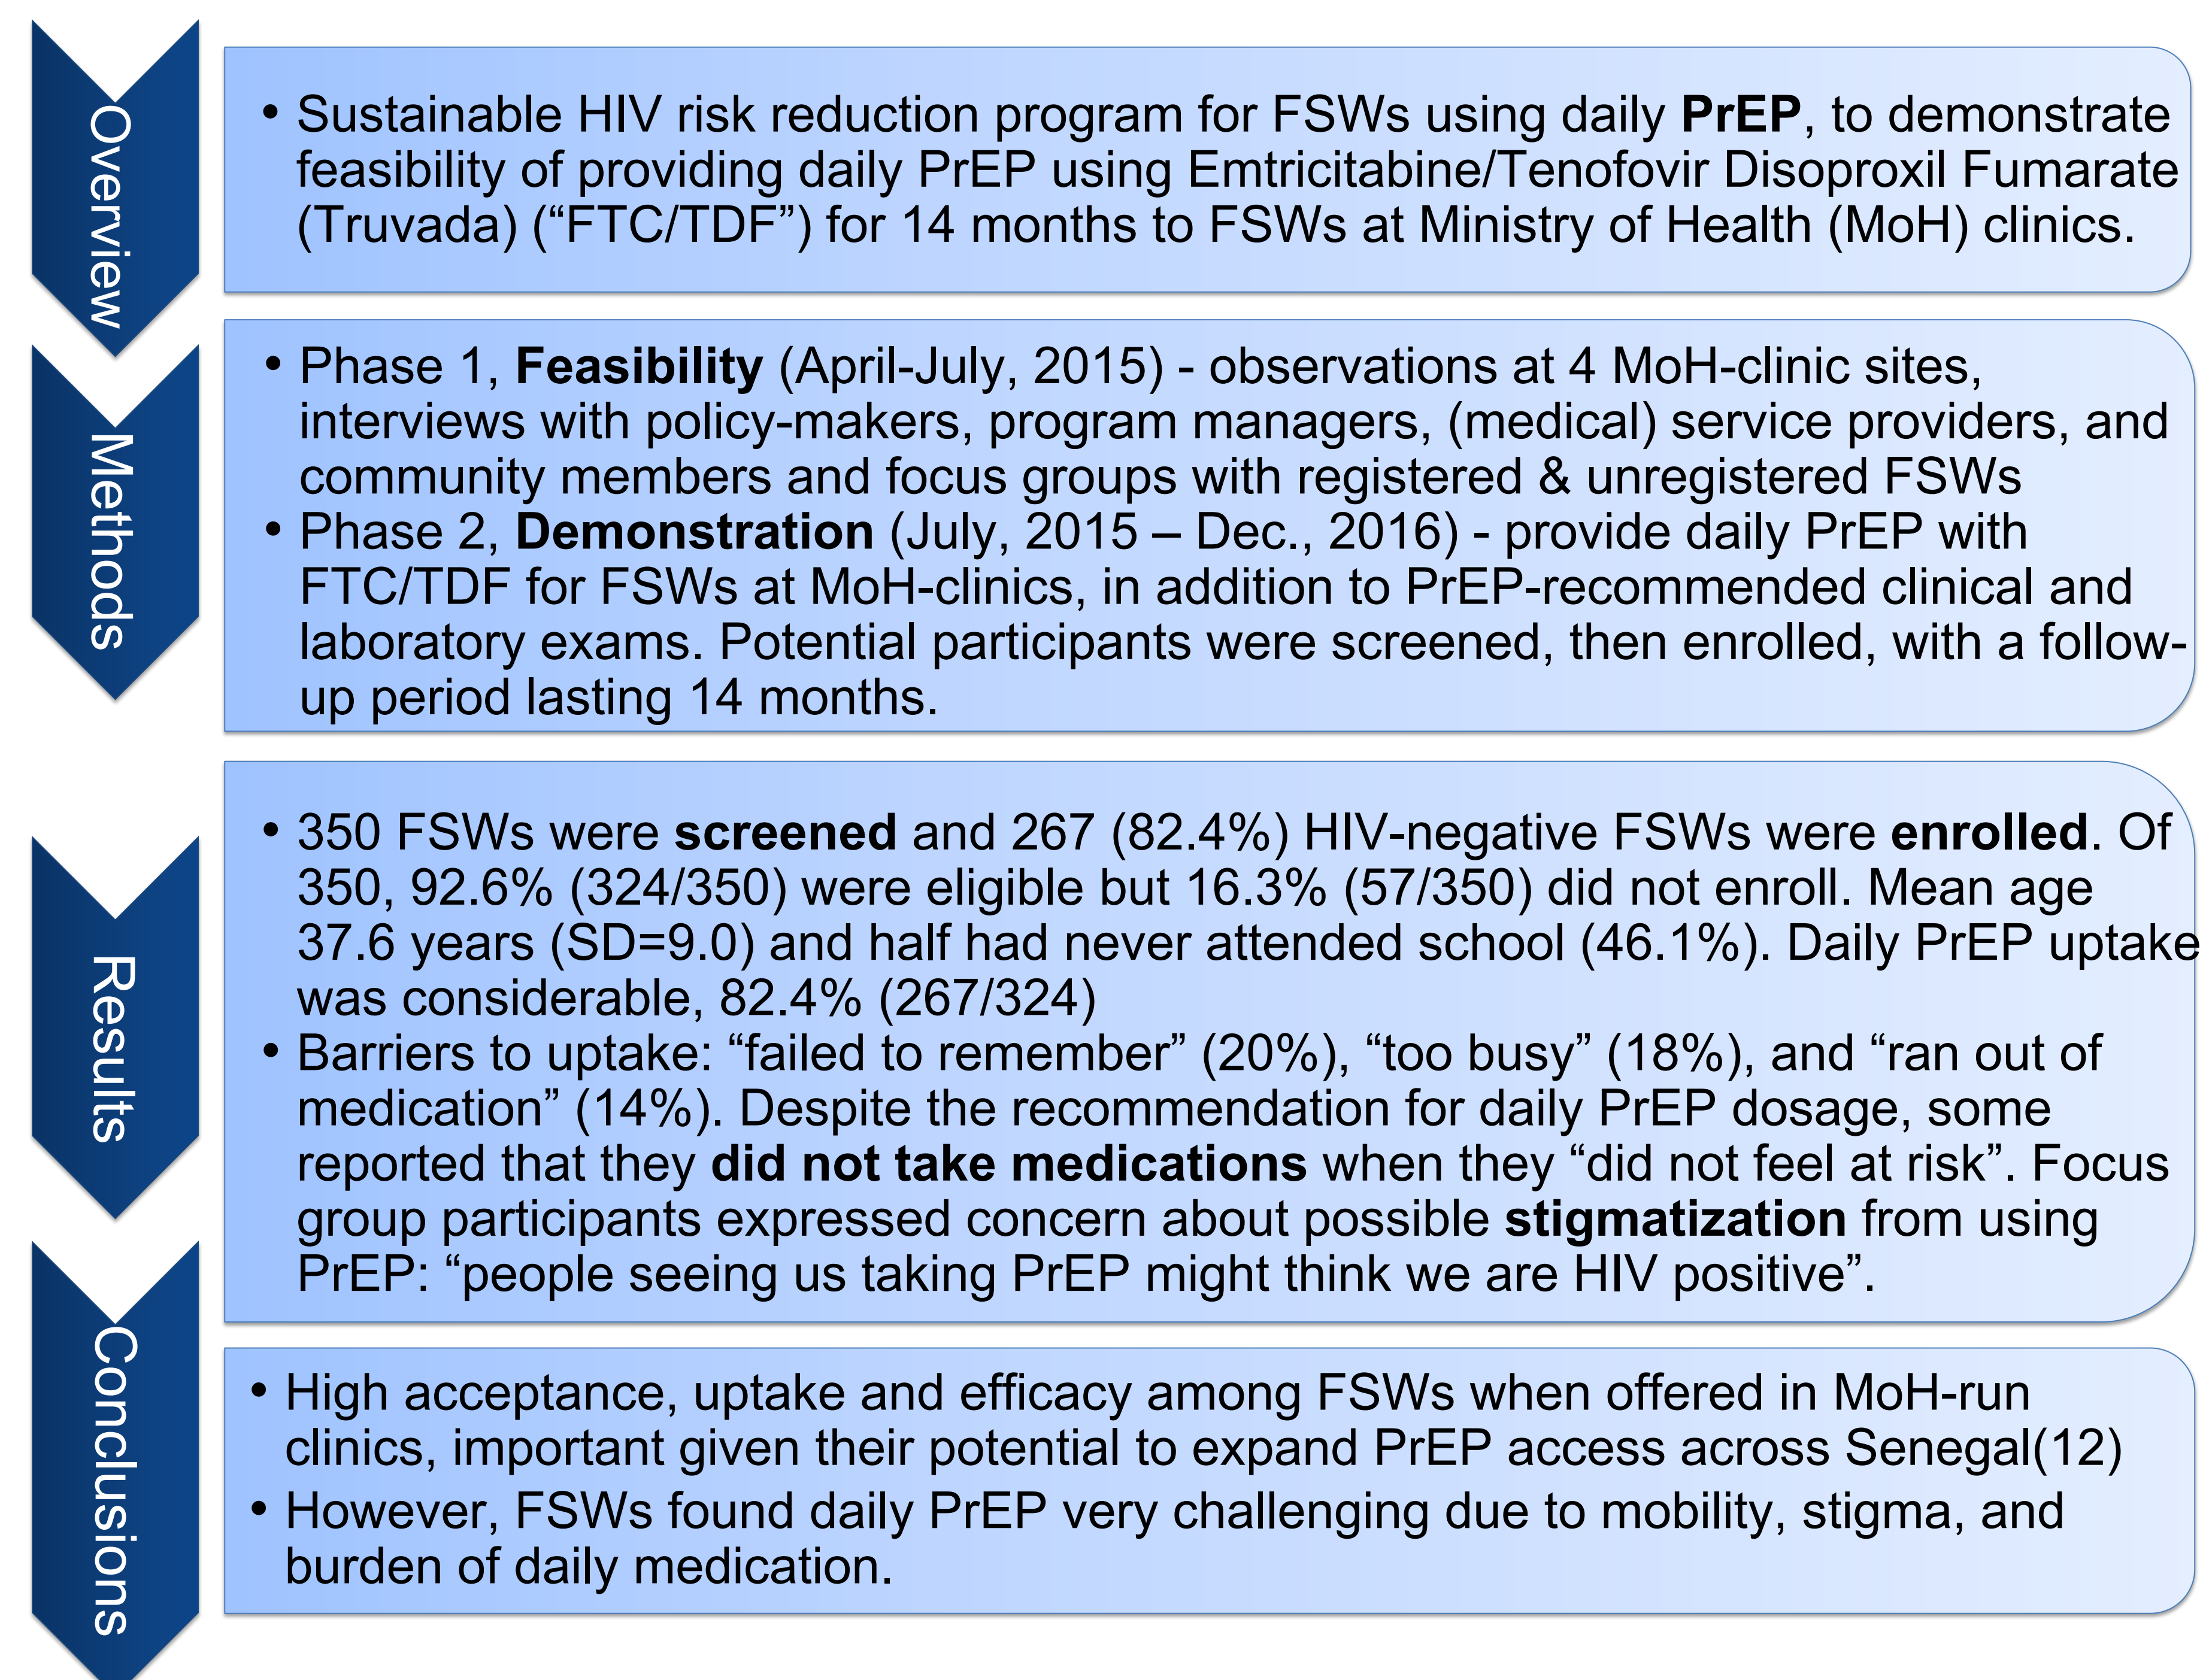 Overview
• Sustainable HIV risk reduction program for FSWs using daily PrEP, to demonstrate
feasibility of providing daily PrEP using Emtricitabine/Tenofovir Disoproxil Fumarate
(Truvada) (“FTC/TDF”) for 14 months to FSWs at Ministry of Health (MoH) clinics.
Methods
• Phase 1, Feasibility (April-July, 2015) - observations at 4 MoH-clinic sites,
interviews with policy-makers, program managers, (medical) service providers, and
community members and focus groups with registered & unregistered FSWs
• Phase 2, Demonstration (July, 2015 – Dec., 2016) - provide daily PrEP with
FTC/TDF for FSWs at MoH-clinics, in addition to PrEP-recommended clinical and
laboratory exams. Potential participants were screened, then enrolled, with a follow-
up period lasting 14 months.
Results
• 350 FSWs were screened and 267 (82.4%) HIV-negative FSWs were enrolled. Of
350, 92.6% (324/350) were eligible but 16.3% (57/350) did not enroll. Mean age
37.6 years (SD=9.0) and half had never attended school (46.1%). Daily PrEP uptake
was considerable, 82.4% (267/324)
• Barriers to uptake: “failed to remember” (20%), “too busy” (18%), and “ran out of
medication” (14%). Despite the recommendation for daily PrEP dosage, some
reported that they did not take medications when they “did not feel at risk”. Focus
group participants expressed concern about possible stigmatization from using
PrEP: “people seeing us taking PrEP might think we are HIV positive”.
Conclusions
• High acceptance, uptake and efficacy among FSWs when offered in MoH-run
clinics, important given their potential to expand PrEP access across Senegal(12)
• However, FSWs found daily PrEP very challenging due to mobility, stigma, and
burden of daily medication.